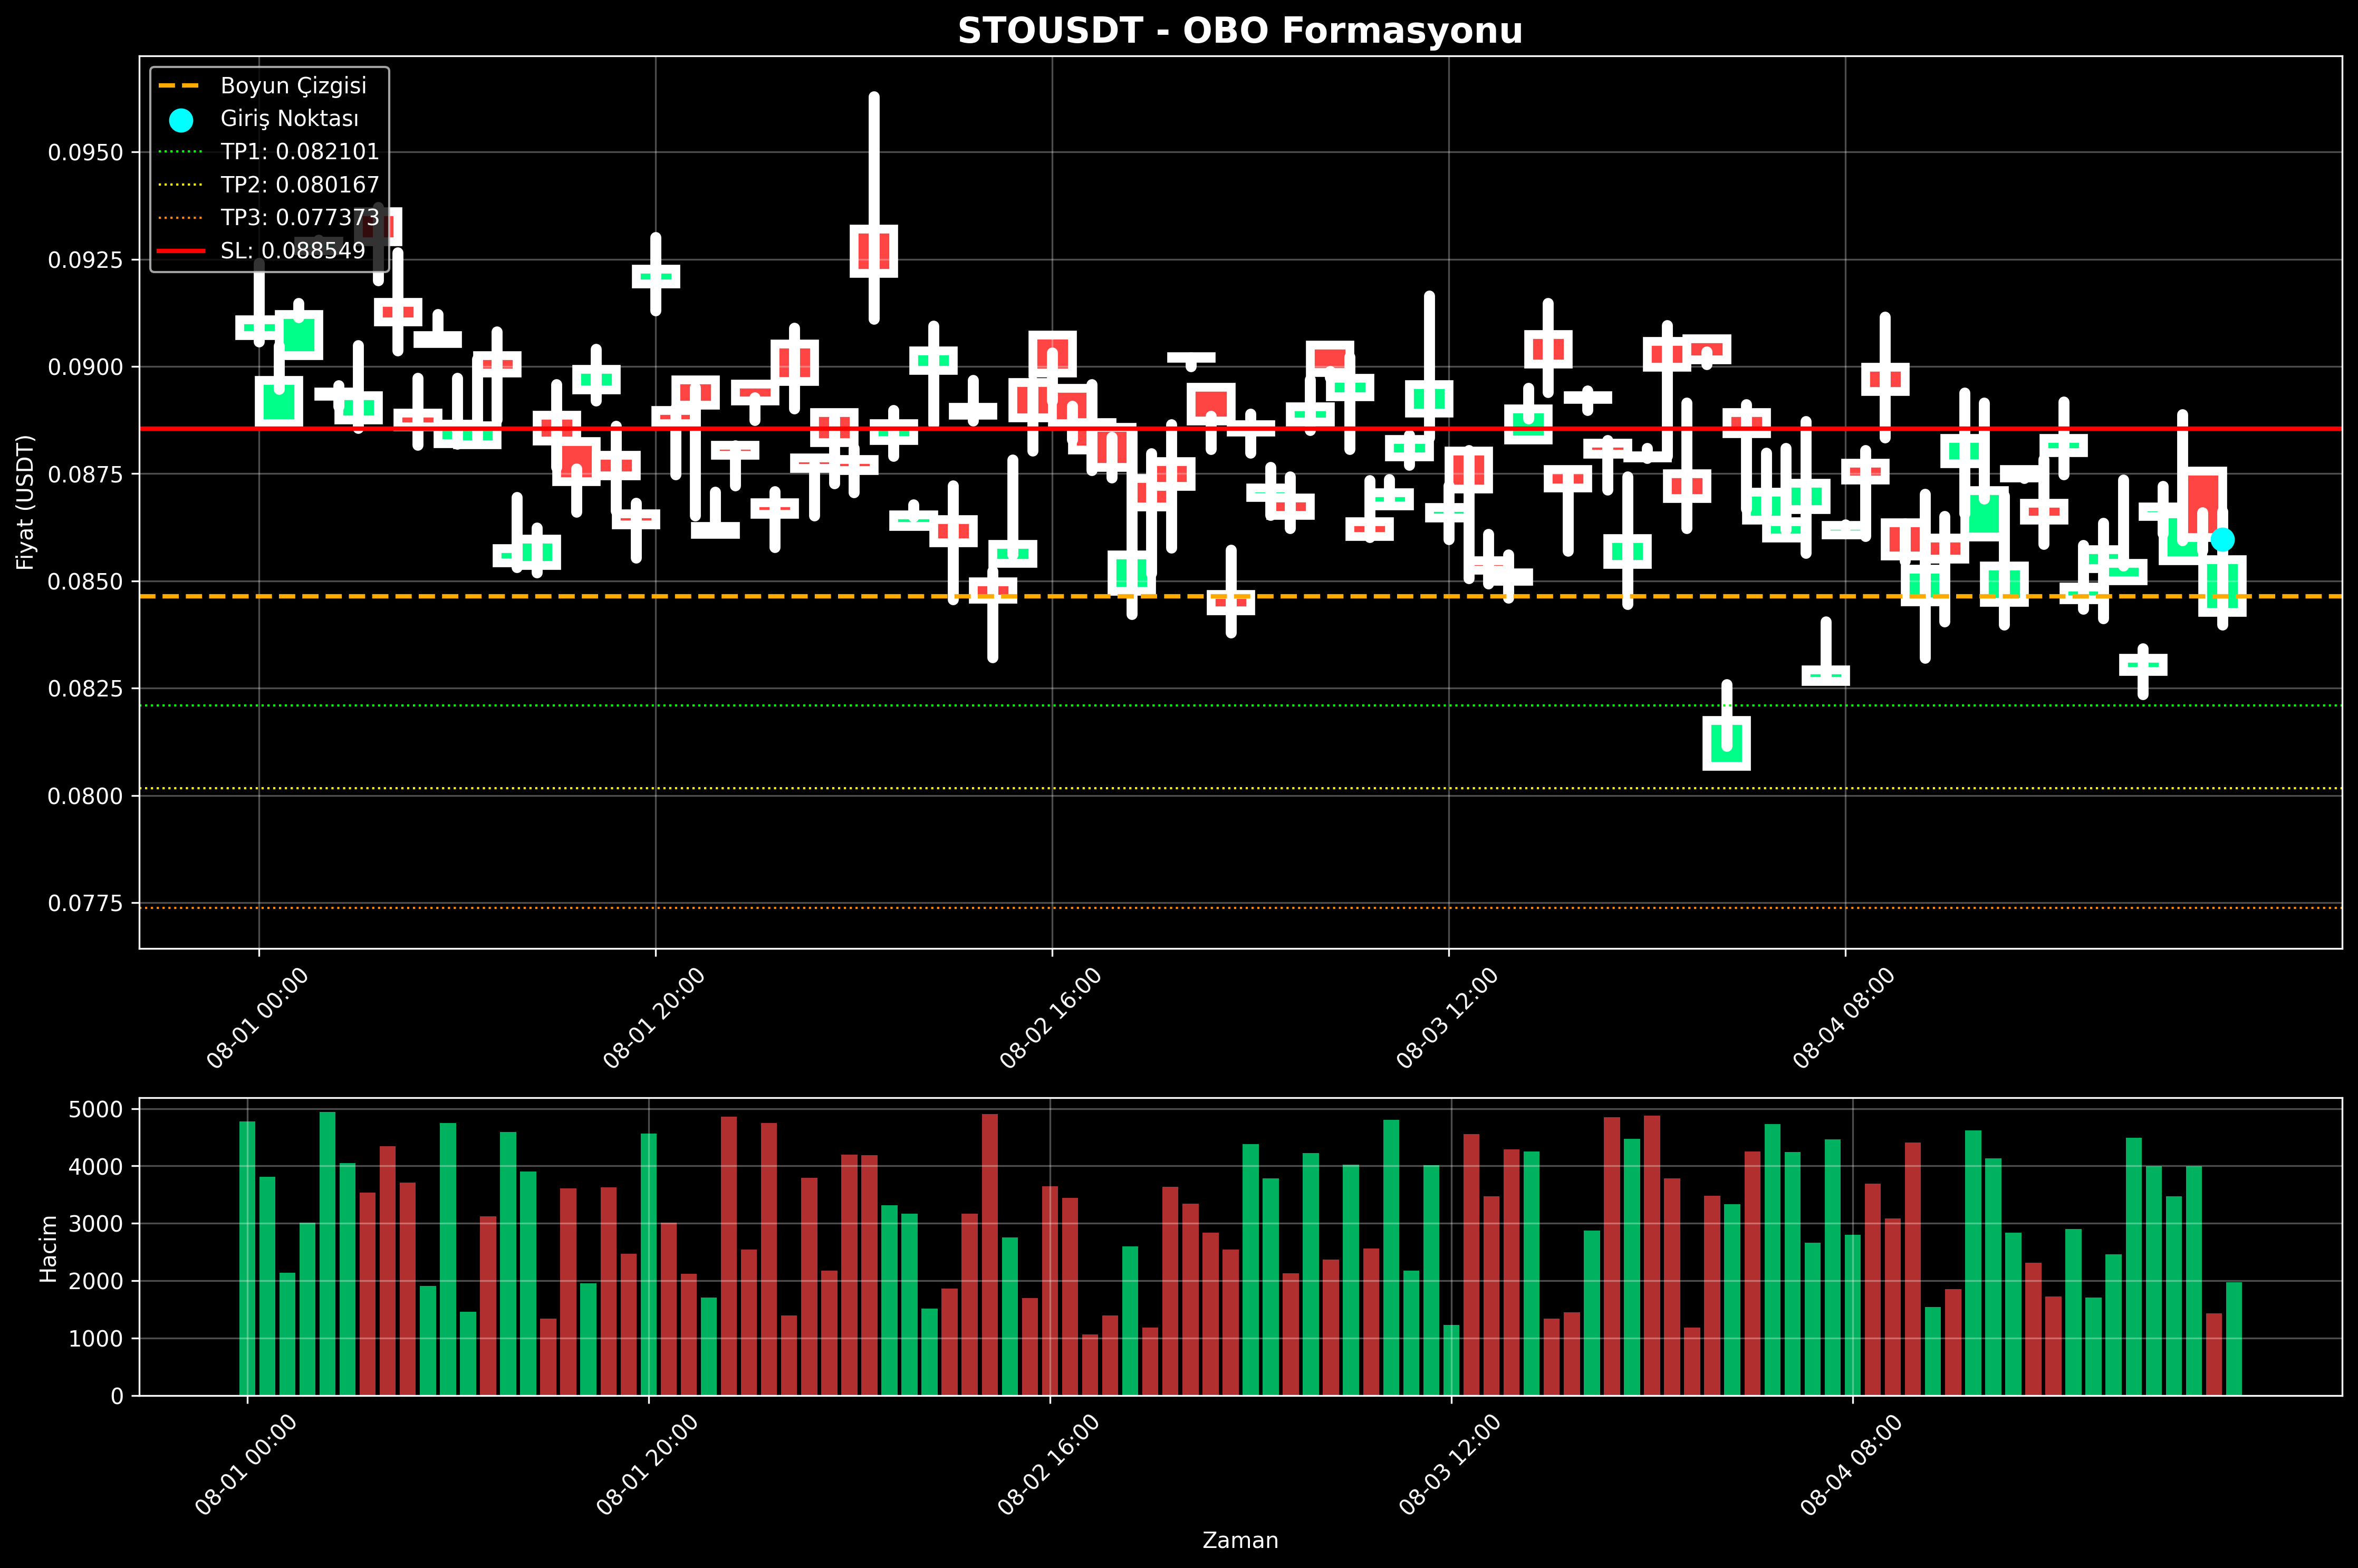 STOUSDT - OBO Formasyonu
Boyun Çizgisi
Giriş Noktası
TP1: 0.082101
TP2: 0.080167
TP3: 0.077373
SL: 0.088549
Fiyat (USDT)
0.0950
0.0925
0.0900
0.0875
0.0850
0.0825
0.0800
0.0775
08-01 00:00
08-01 20:00
08-02 16:00
08-03 12:00
08-04 08:00
Hacim
5000
4000
3000
2000
1000
0
08-01 00:00
08-01 20:00
08-02 16:00
08-03 12:00
08-04 08:00
Zaman